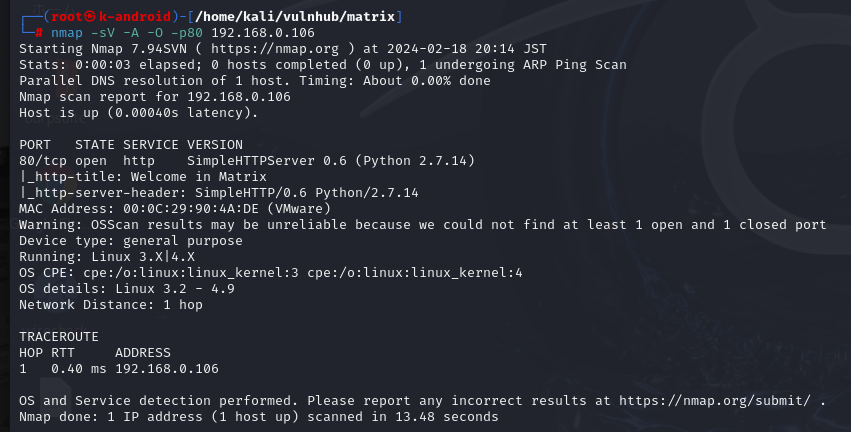 ┌──(root㉿k-android)-[/home/kali/vulnhub/matrix]
└─# nmap -sV -A -O -p80 192.168.0.106
Starting Nmap 7.94SVN ( https://nmap.org ) at 2024-02-18 20:14 JST
Stats: 0:00:03 elapsed; 0 hosts completed (0 up), 1 undergoing ARP Ping Scan
Parallel DNS resolution of 1 host. Timing: About 0.00% done
Nmap scan report for 192.168.0.106
Host is up (0.00040s latency).

PORT   STATE SERVICE VERSION
80/tcp open  http    SimpleHTTPServer 0.6 (Python 2.7.14)
|_http-title: Welcome in Matrix
|_http-server-header: SimpleHTTP/0.6 Python/2.7.14
MAC Address: 00:0C:29:90:4A:DE (VMware)
Warning: OSScan results may be unreliable because we could not find at least 1 open and 1 closed port
Device type: general purpose
Running: Linux 3.X|4.X
OS CPE: cpe:/o:linux:linux_kernel:3 cpe:/o:linux:linux_kernel:4
OS details: Linux 3.2 - 4.9
Network Distance: 1 hop

TRACEROUTE
HOP RTT     ADDRESS
1   0.40 ms 192.168.0.106

OS and Service detection performed. Please report any incorrect results at https://nmap.org/submit/ .
Nmap done: 1 IP address (1 host up) scanned in 13.48 seconds